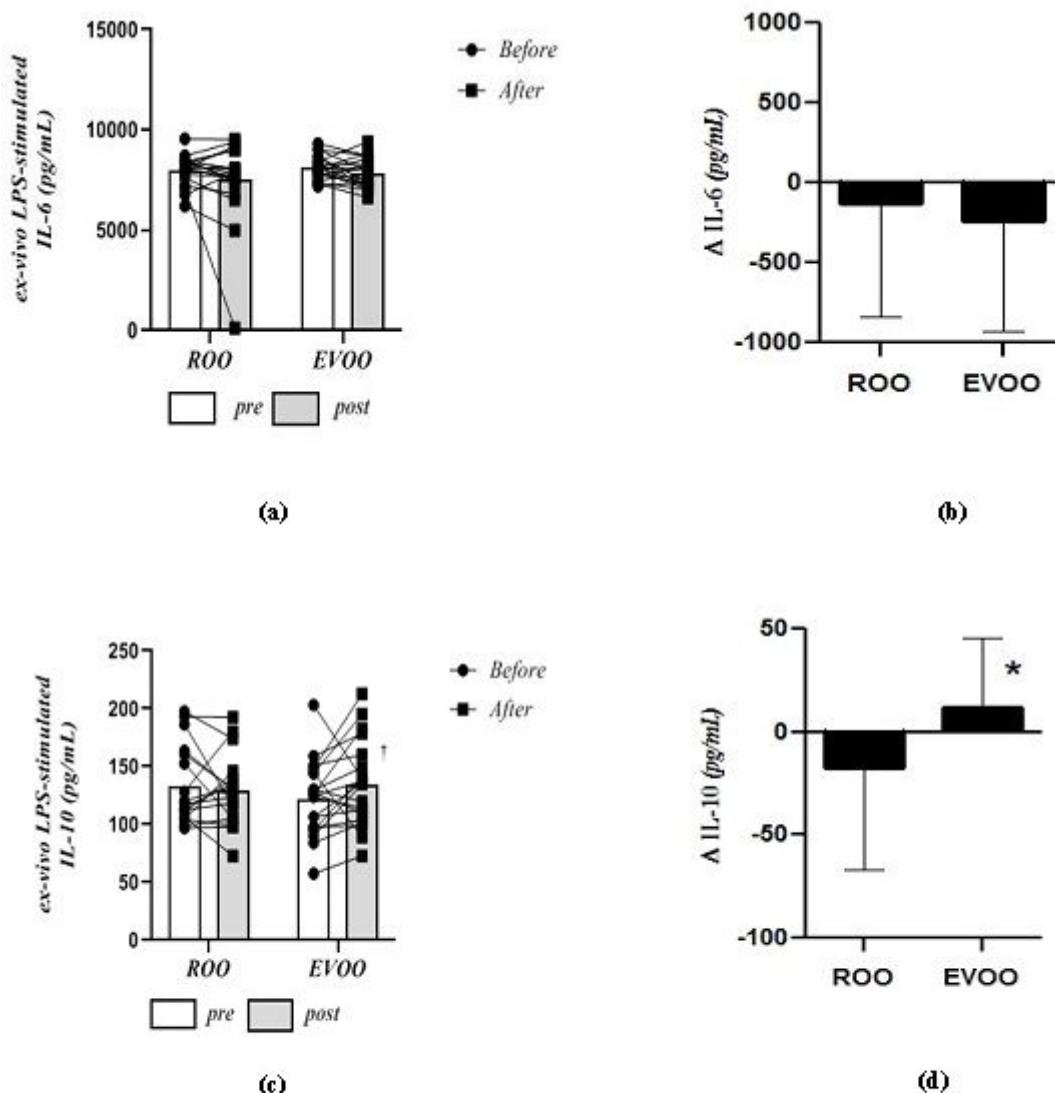 ex-vivo LPS-stimulated
IL-6 (pg/mL)
15000
10000
5000
0
ROO
EVOO
pre
post
Before
After
(a)
Δ IL-6 (pg/mL)
1000
500
0
-500
-1000
ROO
EVOO
(b)
ex-vivo LPS-stimulated
IL-10 (pg/mL)
250
200
150
100
50
0
†
ROO
EVOO
pre
post
Before
After
(c)
Δ IL-10 (pg/mL)
50
0
-50
-100
*
ROO
EVOO
(d)